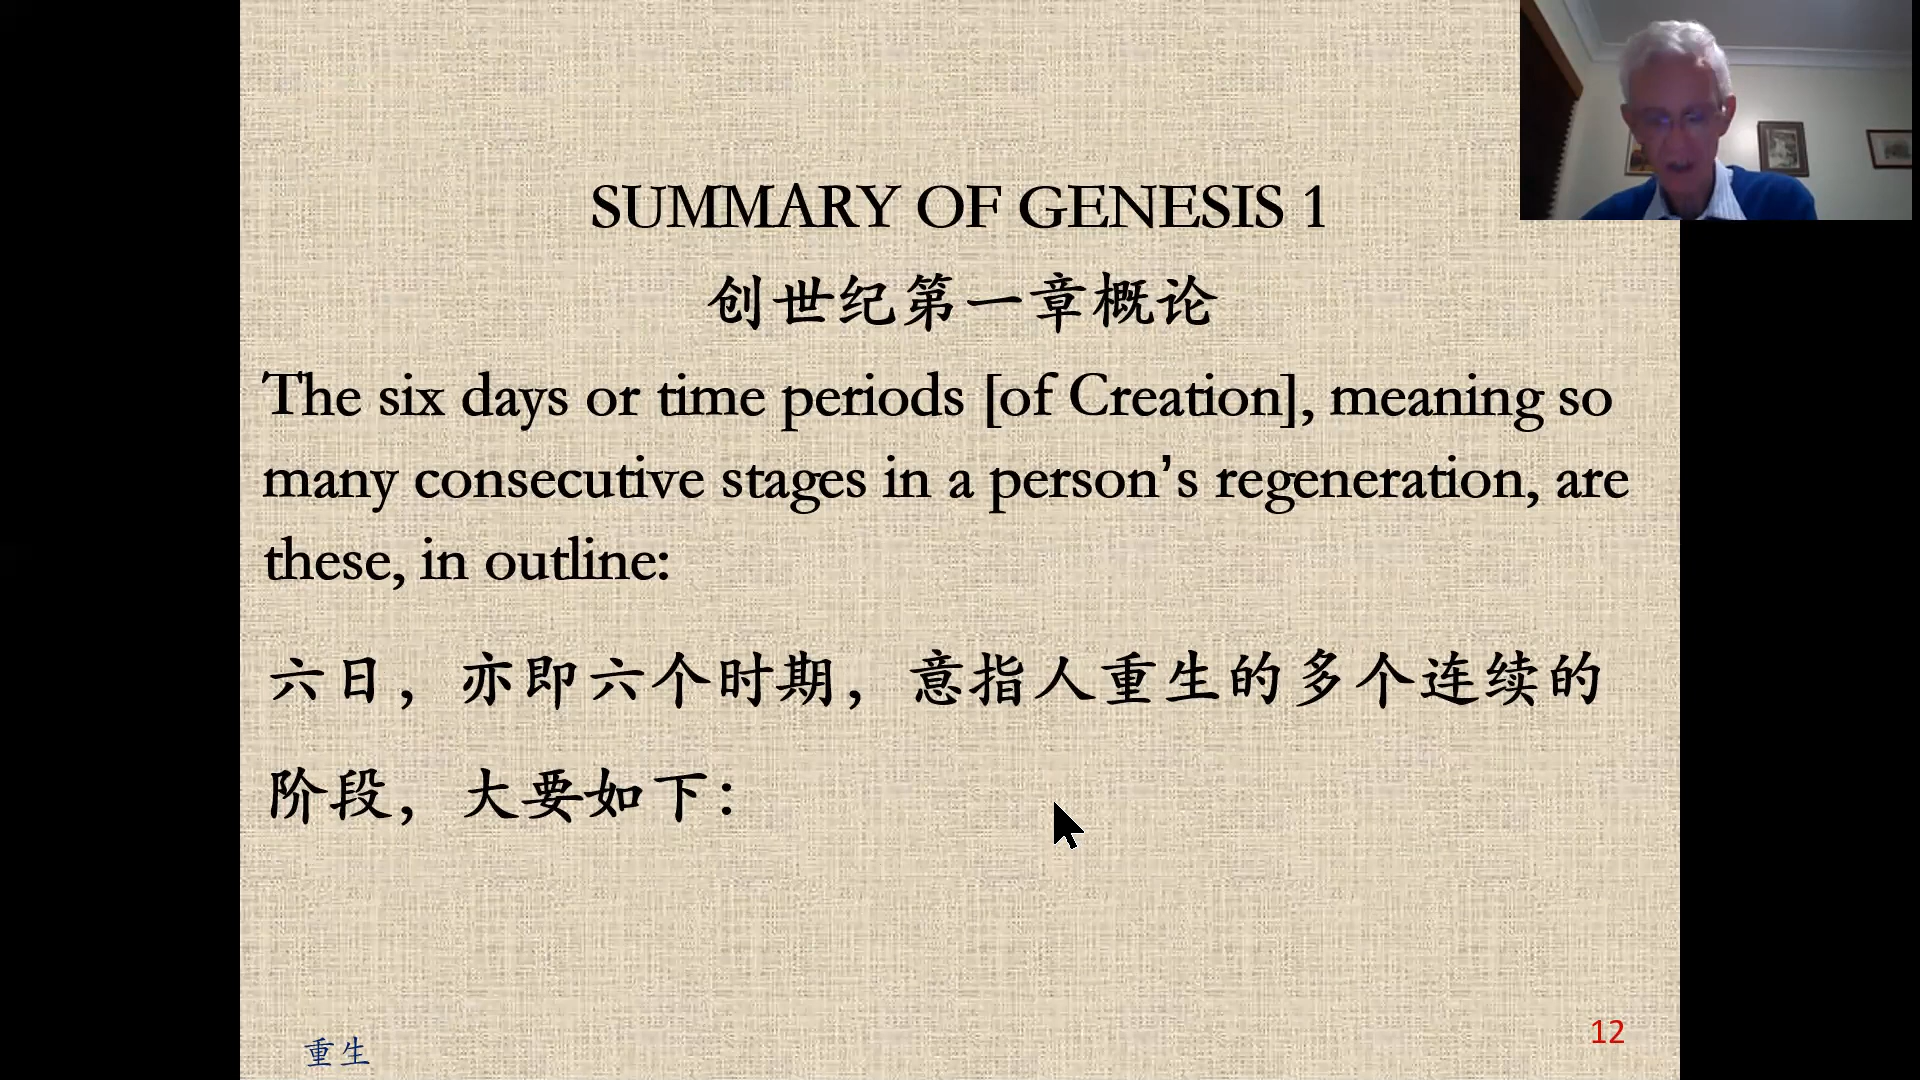 SUMMARY OF GENESIS 1
创世纪第一章概论
The six days or time periods [of Creation], meaning so
many consecutive stages in a person’s regeneration, are
these, in outline:
六日，亦即六个时期，意指人重生的多个连续的
阶段，大要如下：
重生
12